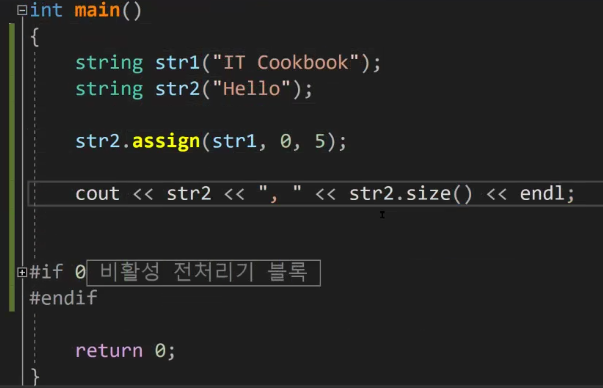 int main()
{
string str1("IT Cookbook");
string str2("Hello");
str2.assign(str1, 0, 5);
cout << str2 << ", " << str2.size() << endl;
#if 0 비활성 전처리기 블록
#endif
return 0;
}